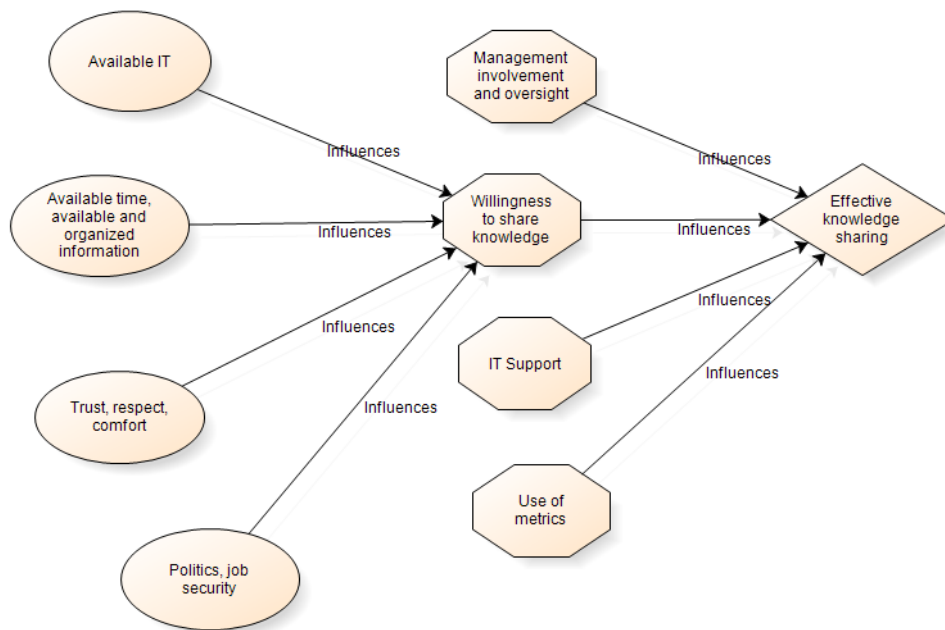 Available IT
Management
involvement
and oversight
Influences
Influences
Available time,
available and
organized
information
Influences
Willingness
to share
knowledge
Influences
Effective
knowledge
sharing
Influences
Influences
IT Support
Influences
Trust, respect,
comfort
Influences
Use of
metrics
Politics, job
security